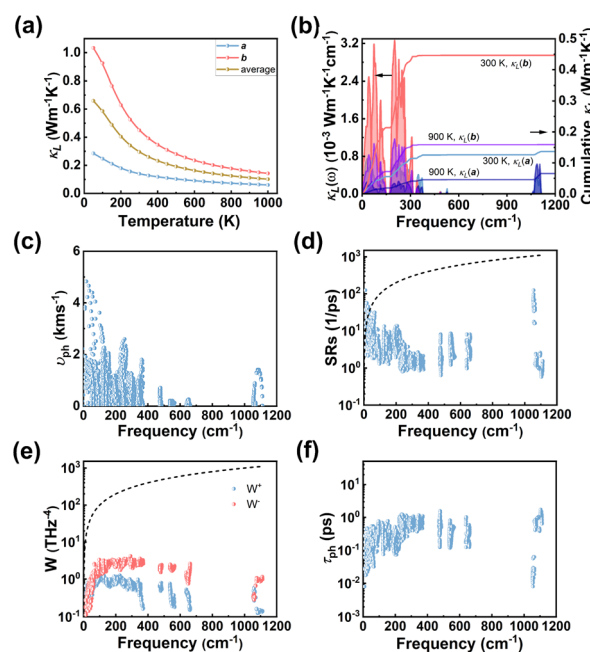 (a)
κL (Wm-1K-1)
1.0
0.8
0.6
0.4
0.2
0.0
a
b
average
0 200 400 600 800 1000
Temperature (K)
(b)
κL(ω) (10-3 Wm-1K-1cm1)
3.2
2.4
1.6
0.8
0.0
300 K, κL(b)
900 K, κL(b)
300 K, κL(a)
900 K, κL(a)
0.5
0.4
0.3
0.2
0.1
0.0
Cumulative κL (Wm-1K-1)
0 200 400 600 800 1000 1200
Frequency (cm-1)
(c)
υph (kms-1)
6
4
2
0
0 200 400 600 800 1000 1200
Frequency (cm-1)
(d)
SRs (1/ps)
103
102
101
100
10-1
0 200 400 600 800 1000 1200
Frequency (cm-1)
(e)
W (THz-4)
103
102
101
100
10-1
W+
W-
0 200 400 600 800 1000 1200
Frequency (cm-1)
(f)
τph (ps)
102
101
100
10-1
10-2
10-3
0 200 400 600 800 1000 1200
Frequency (cm-1)